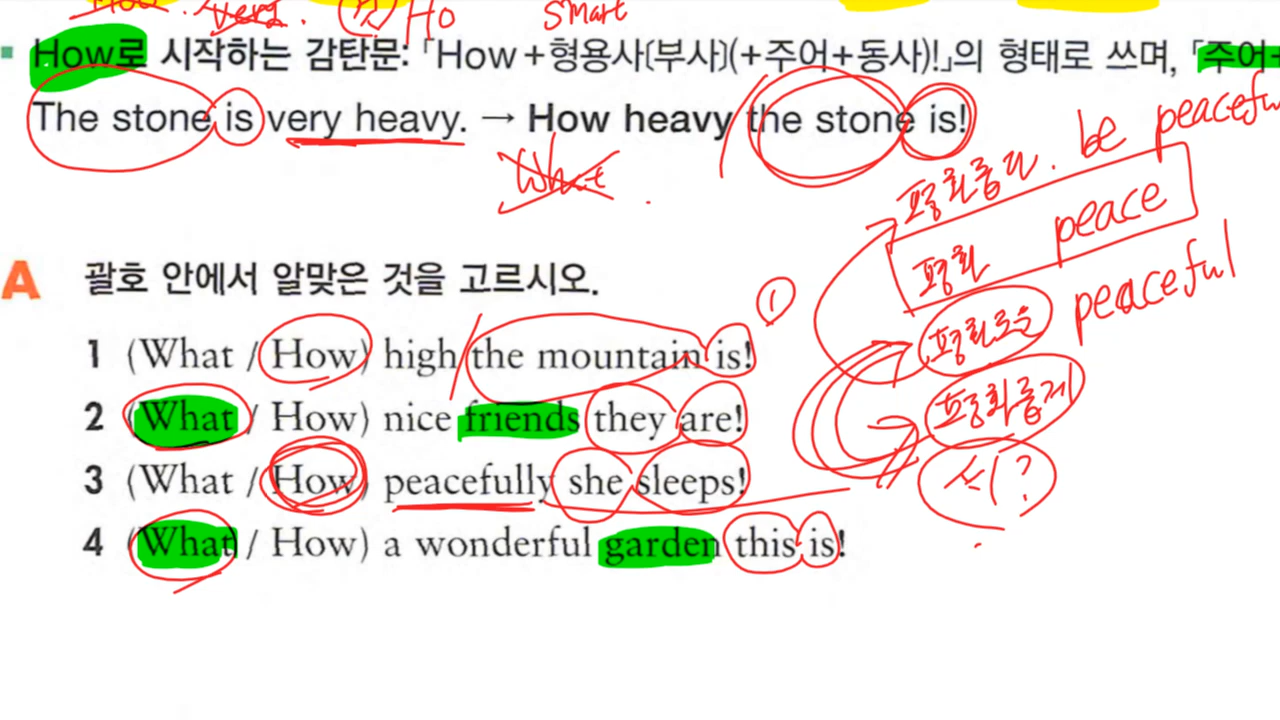 very. Ho smart
How로 시작하는 감탄문: 「How+형용사[부사](+주어+동사)!」의 형태로 쓰며, 「주어+
The stone is very heavy. → How heavy the stone is!
What
평화롭다. be peaceful
평화 peace
평화로운 peaceful
평화롭게
A 괄호 안에서 알맞은 것을 고르시오.
①
1 (What / How) high the mountain is!
2 (What / How) nice friends they are!
3 (What / How) peacefully she sleeps!
4 (What / How) a wonderful garden this is!